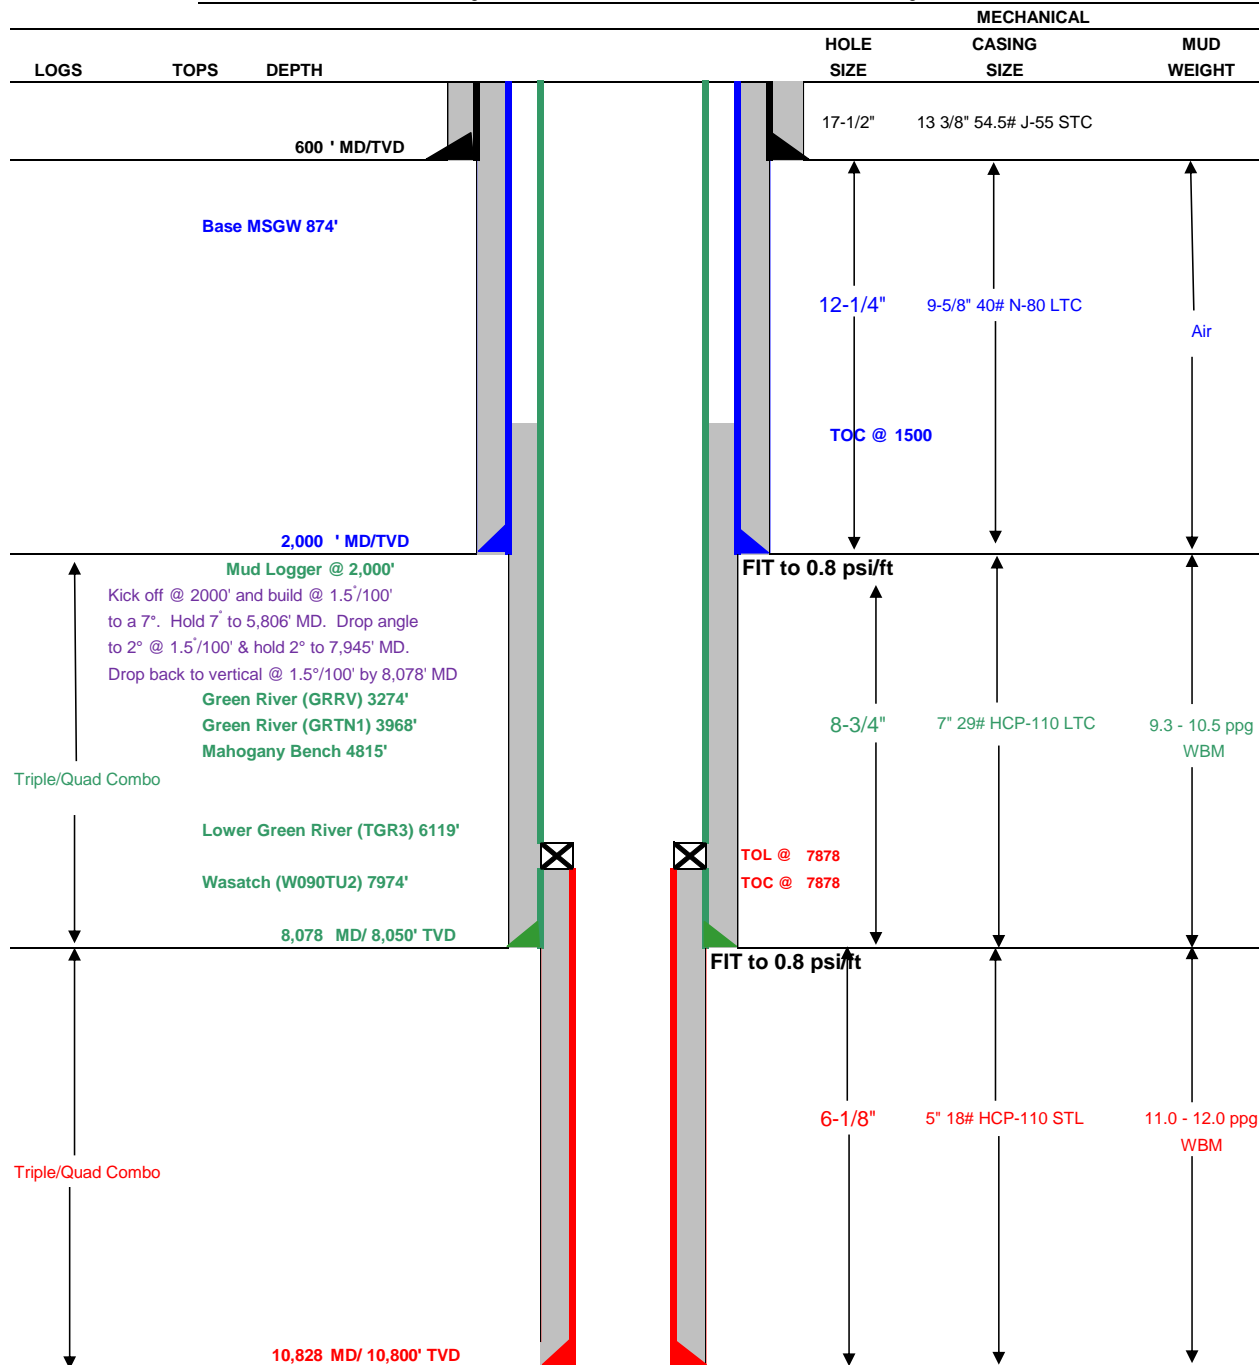 MECHANICAL
HOLE CASING MUD
LOGS TOPS DEPTH SIZE SIZE WEIGHT
17-1/2" 13 3/8" 54.5# J-55 STC
600 ' MD/TVD
Base MSGW 874'
12-1/4" 9-5/8" 40# N-80 LTC
Air
TOC @ 1500
2,000 ' MD/TVD
Mud Logger @ 2,000' FIT to 0.8 psi/ft
Kick off @ 2000' and build @ 1.5°/100'
to a 7°. Hold 7° to 5,806' MD. Drop angle
to 2° @ 1.5°/100' & hold 2° to 7,945' MD.
Drop back to vertical @ 1.5°/100' by 8,078' MD
Green River (GRRV) 3274'
Green River (GRTN1) 3968' 8-3/4" 7" 29# HCP-110 LTC 9.3 - 10.5 ppg
Mahogany Bench 4815' WBM
Triple/Quad Combo
Lower Green River (TGR3) 6119'
TOL @ 7878
Wasatch (W090TU2) 7974' TOC @ 7878
8,078 MD/ 8,050' TVD
FIT to 0.8 psi/ft
6-1/8" 5" 18# HCP-110 STL 11.0 - 12.0 ppg
WBM
Triple/Quad Combo
10,828 MD/ 10,800' TVD